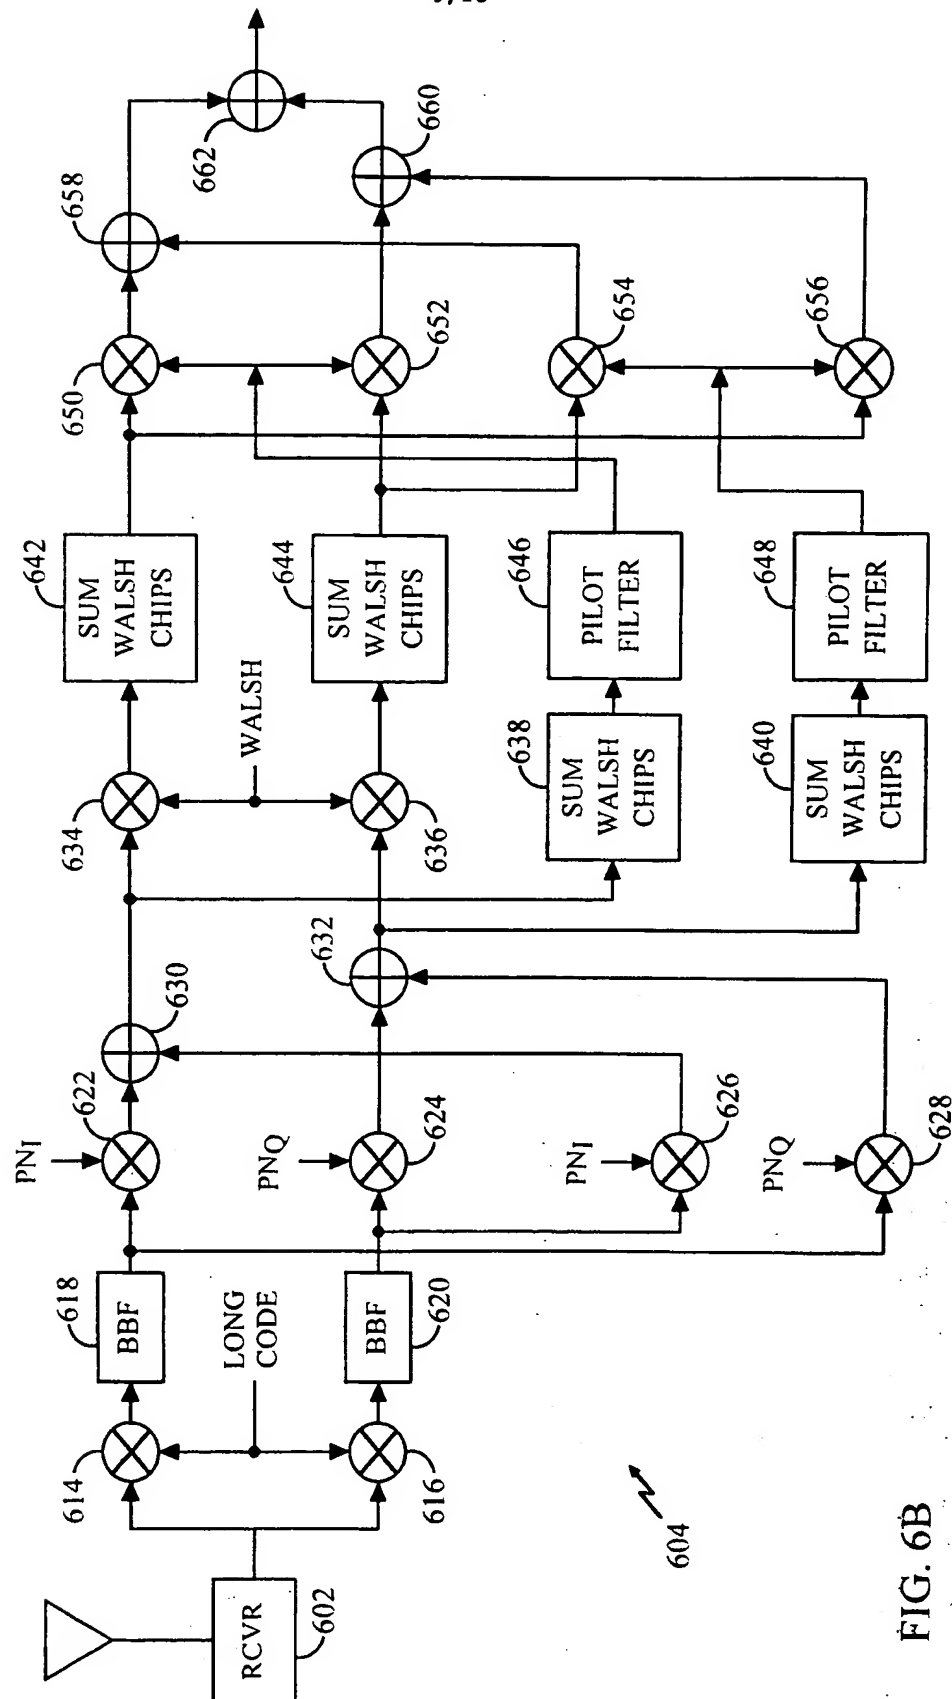 602
RCVR
614
616
LONG
CODE
618
BBF
620
BBF
PNI
622
PNQ
624
PNI
626
PNQ
628
630
632
634
636
WALSH
638
SUM
WALSH
CHIPS
640
SUM
WALSH
CHIPS
642
SUM
WALSH
CHIPS
644
SUM
WALSH
CHIPS
646
PILOT
FILTER
648
PILOT
FILTER
650
652
654
656
658
660
662
604
FIG. 6B